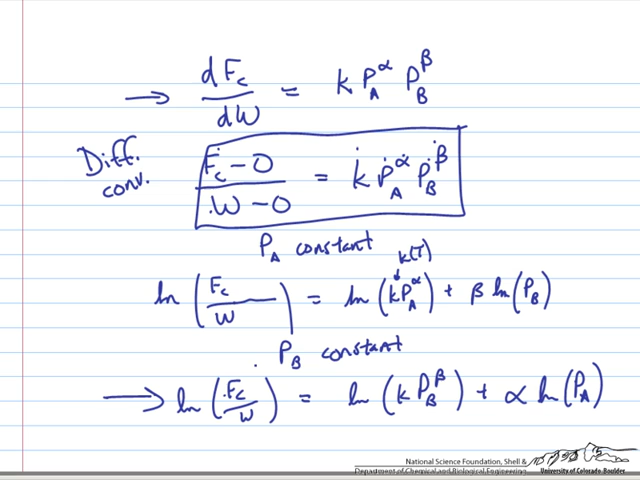 → dF_c/dW = k P_A^α P_B^β
Diff. conv. (F_c − 0)/(W − 0) = k P_A^α P_B^β
P_A constant
k(T)
ln (F_c/W) = ln (k P_A^α) + β ln (P_B)
P_B constant
→ ln (F_c/W) = ln (k P_B^β) + α ln (P_A)
National Science Foundation, Shell &
Department of Chemical and Biological Engineering University of Colorado Boulder